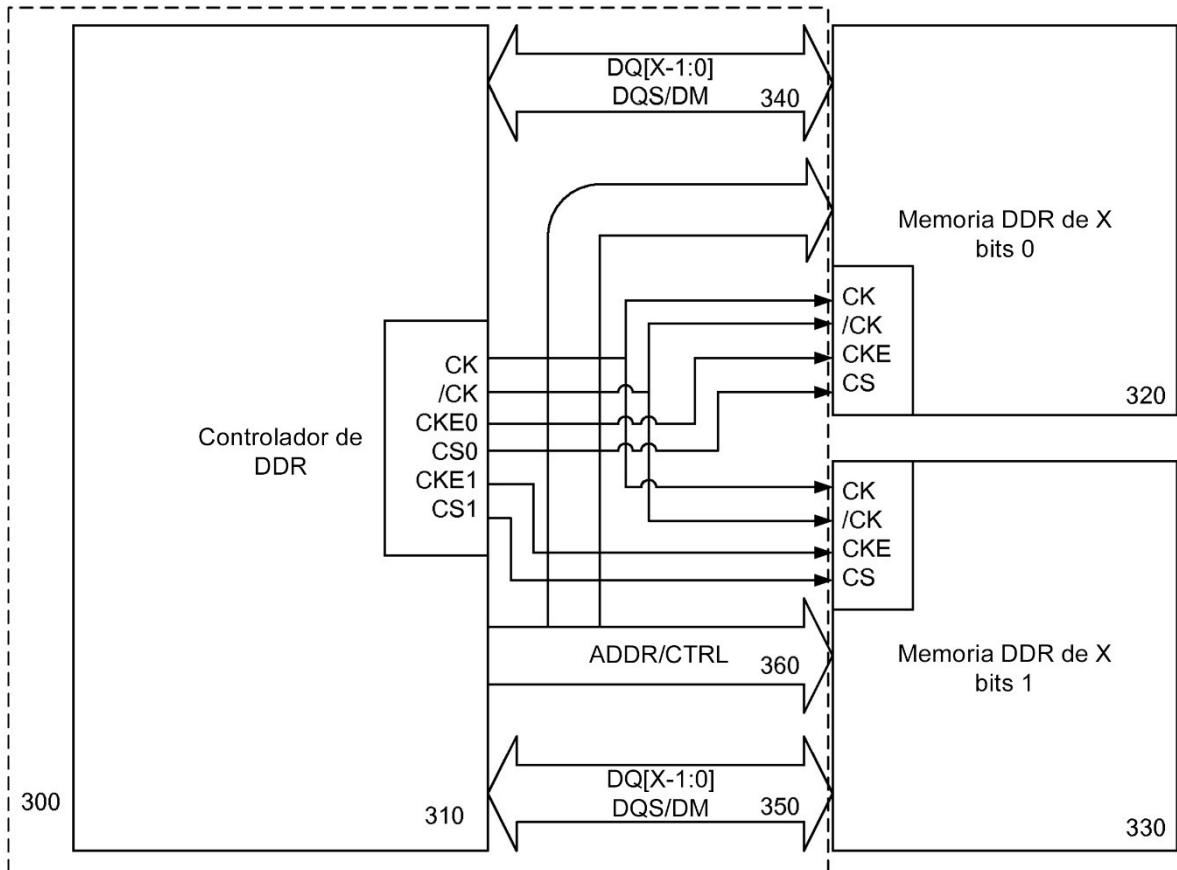 DQ[X-1:0]
DQS/DM
340
Memoria DDR de X
bits 0
CK
/CK
CKE
CS
320
Controlador de
DDR
CK
/CK
CKE0
CS0
CKE1
CS1
CK
/CK
CKE
CS
ADDR/CTRL
360
Memoria DDR de X
bits 1
DQ[X-1:0]
DQS/DM
350
300
310
330